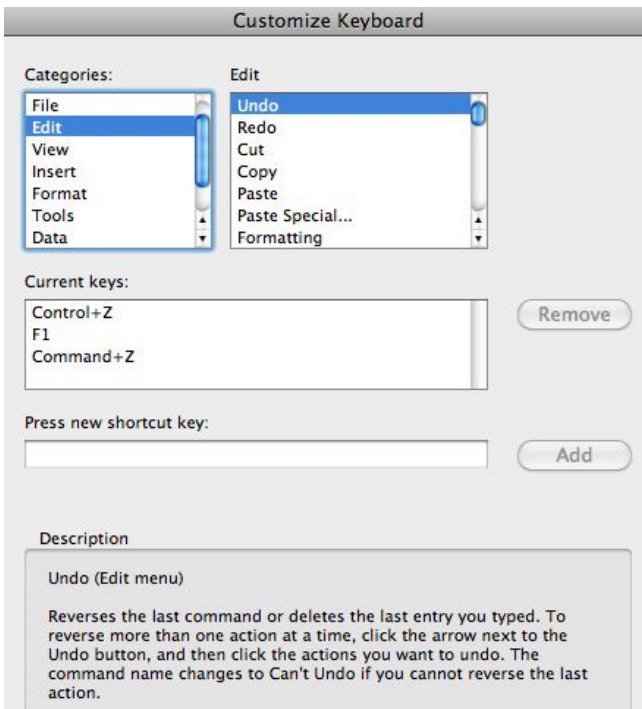 Customize Keyboard
Categories:
File
Edit
View
Insert
Format
Tools
Data
Edit
Undo
Redo
Cut
Copy
Paste
Paste Special...
Formatting
Current keys:
Control+Z
F1
Command+Z
Remove
Press new shortcut key:
Add
Description
Undo (Edit menu)
Reverses the last command or deletes the last entry you typed. To
reverse more than one action at a time, click the arrow next to the
Undo button, and then click the actions you want to undo. The
command name changes to Can't Undo if you cannot reverse the last
action.